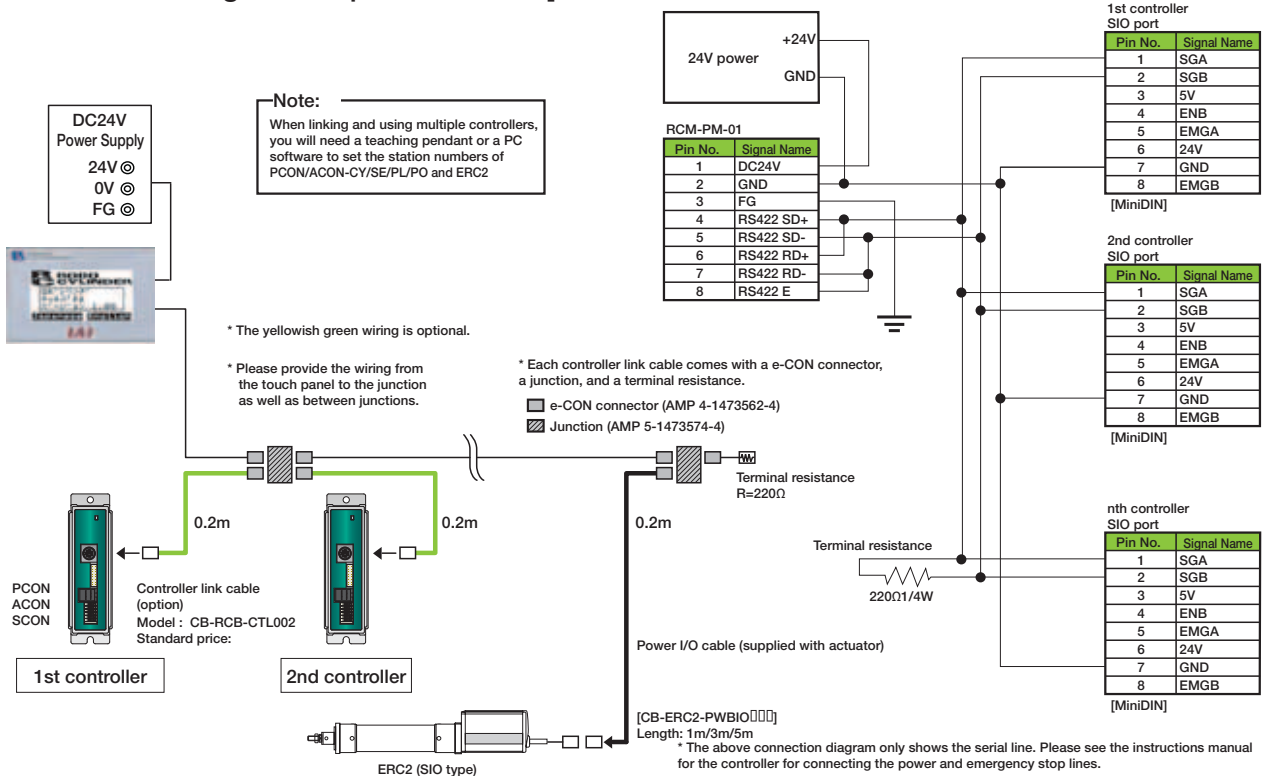 DC24V
Power Supply
24V
0V
FG
Note:
When linking and using multiple controllers,
you will need a teaching pendant or a PC
software to set the station numbers of
PCON/ACON-CY/SE/PL/PO and ERC2
ROBO
CYLINDER
* The yellowish green wiring is optional.
* Please provide the wiring from
the touch panel to the junction
as well as between junctions.
* Each controller link cable comes with a e-CON connector,
a junction, and a terminal resistance.
e-CON connector (AMP 4-1473562-4)
Junction (AMP 5-1473574-4)
Terminal resistance
R=220Ω
0.2m
0.2m
0.2m
PCON
ACON
SCON
Controller link cable
(option)
Model : CB-RCB-CTL002
Standard price:
1st controller
2nd controller
Power I/O cable (supplied with actuator)
[CB-ERC2-PWBIO□□□]
Length: 1m/3m/5m
ERC2 (SIO type)
* The above connection diagram only shows the serial line. Please see the instructions manual
for the controller for connecting the power and emergency stop lines.
24V power
+24V
GND
RCM-PM-01
Pin No. Signal Name
1 DC24V
2 GND
3 FG
4 RS422 SD+
5 RS422 SD-
6 RS422 RD+
7 RS422 RD-
8 RS422 E
1st controller
SIO port
Pin No. Signal Name
1 SGA
2 SGB
3 5V
4 ENB
5 EMGA
6 24V
7 GND
8 EMGB
[MiniDIN]
2nd controller
SIO port
Pin No. Signal Name
1 SGA
2 SGB
3 5V
4 ENB
5 EMGA
6 24V
7 GND
8 EMGB
[MiniDIN]
Terminal resistance
220Ω1/4W
nth controller
SIO port
Pin No. Signal Name
1 SGA
2 SGB
3 5V
4 ENB
5 EMGA
6 24V
7 GND
8 EMGB
[MiniDIN]